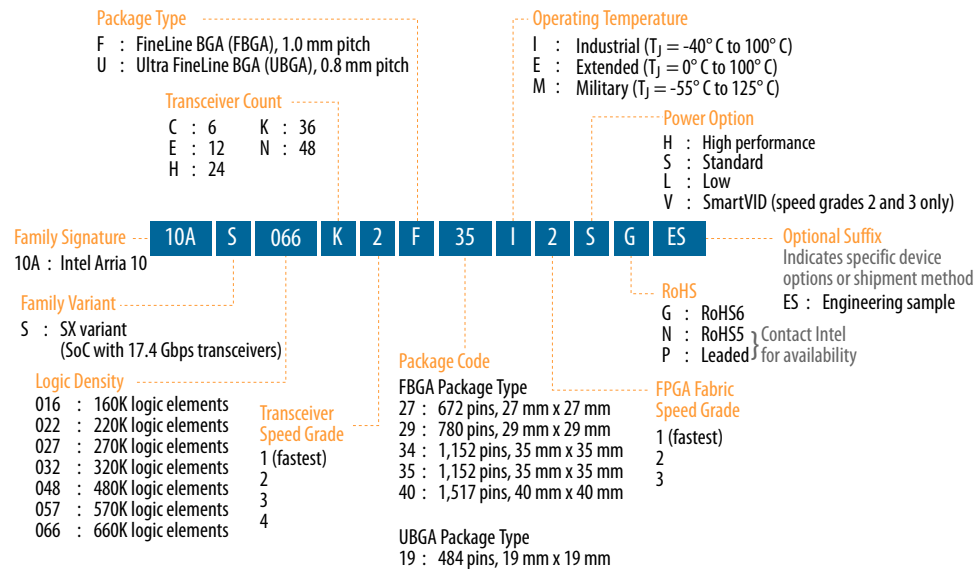 Package Type
F : FineLine BGA (FBGA), 1.0 mm pitch
U : Ultra FineLine BGA (UBGA), 0.8 mm pitch
Operating Temperature
I : Industrial (TJ = -40° C to 100° C)
E : Extended (TJ = 0° C to 100° C)
M : Military (TJ = -55° C to 125° C)
Transceiver Count
C : 6 K : 36
E : 12 N : 48
H : 24
Power Option
H : High performance
S : Standard
L : Low
V : SmartVID (speed grades 2 and 3 only)
10A S 066 K 2 F 35 I 2 S G ES
Family Signature
10A : Intel Arria 10
Optional Suffix
Indicates specific device
options or shipment method
ES : Engineering sample
Family Variant
S : SX variant
(SoC with 17.4 Gbps transceivers)
RoHS
G : RoHS6
N : RoHS5
P : Leaded
} Contact Intel
for availability
Logic Density
016 : 160K logic elements
022 : 220K logic elements
027 : 270K logic elements
032 : 320K logic elements
048 : 480K logic elements
057 : 570K logic elements
066 : 660K logic elements
Transceiver
Speed Grade
1 (fastest)
2
3
4
Package Code
FBGA Package Type
27 : 672 pins, 27 mm x 27 mm
29 : 780 pins, 29 mm x 29 mm
34 : 1,152 pins, 35 mm x 35 mm
35 : 1,152 pins, 35 mm x 35 mm
40 : 1,517 pins, 40 mm x 40 mm
UBGA Package Type
19 : 484 pins, 19 mm x 19 mm
FPGA Fabric
Speed Grade
1 (fastest)
2
3